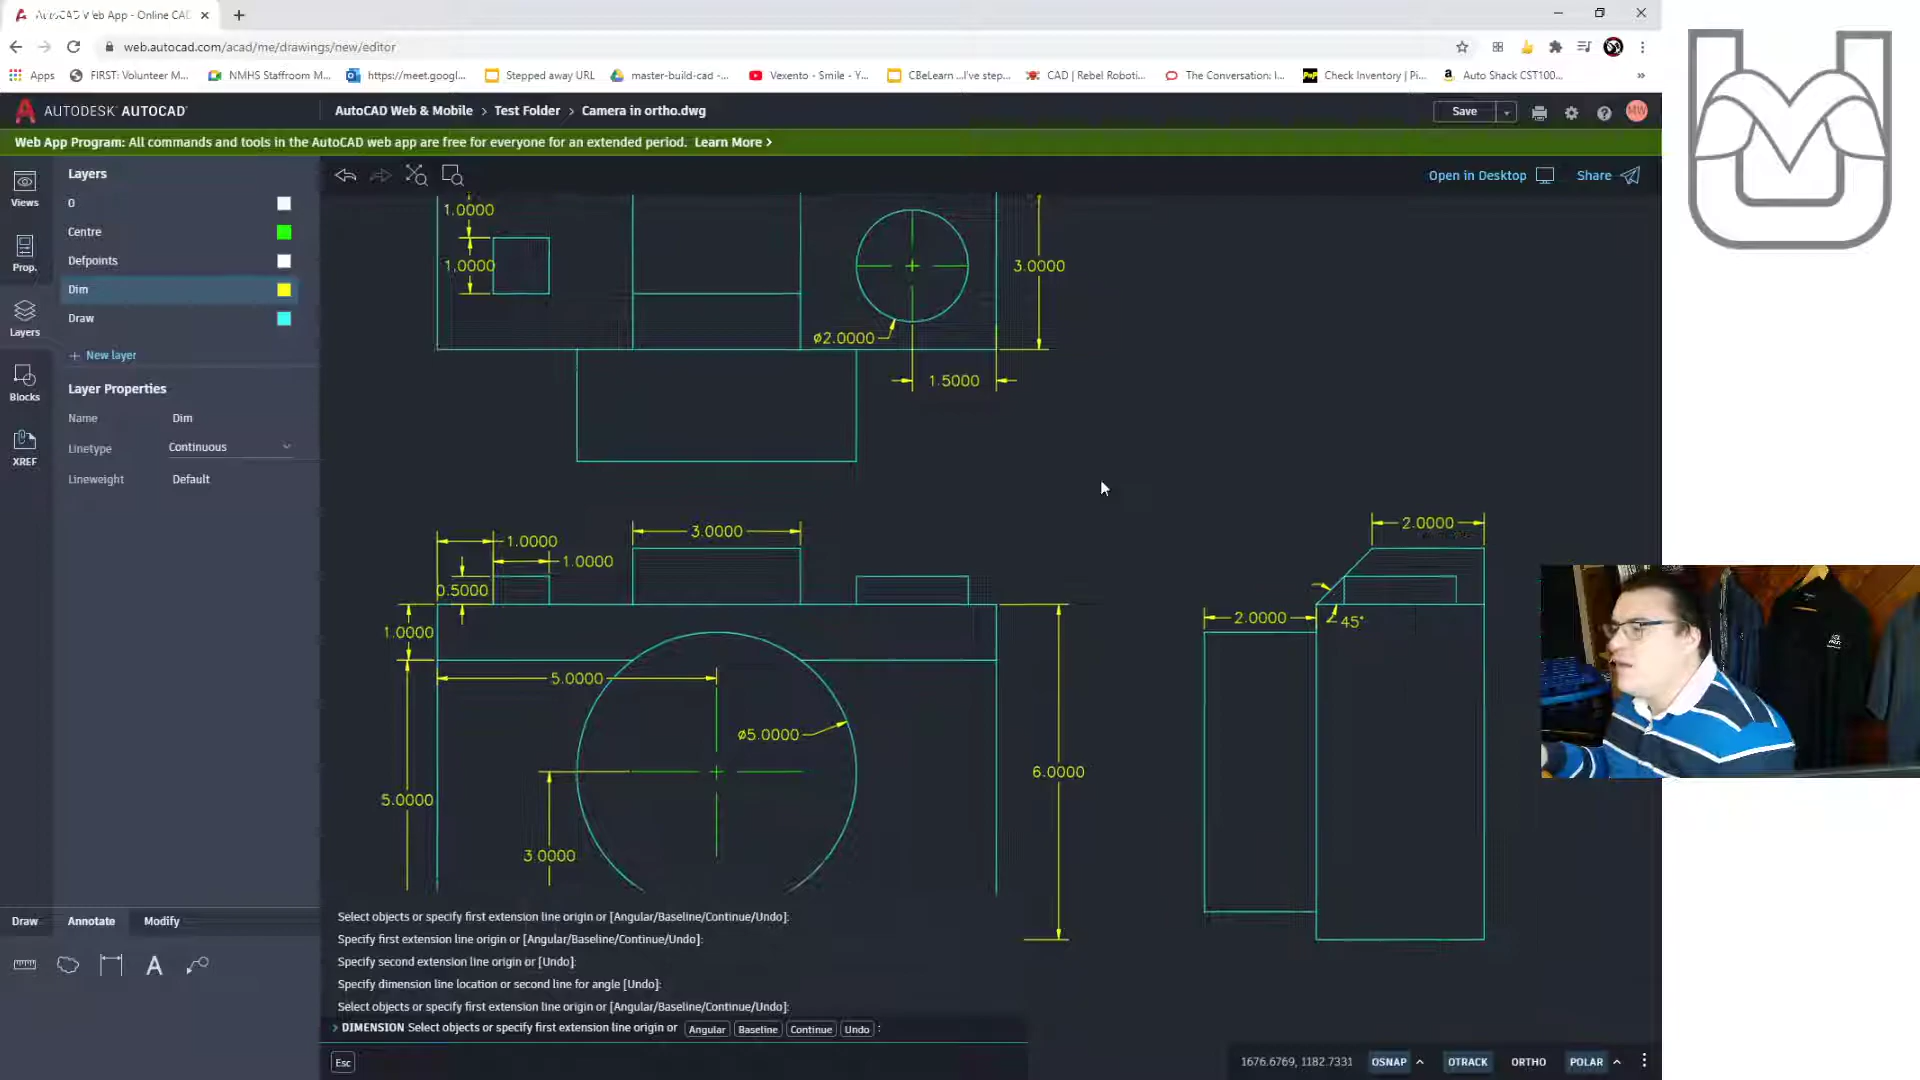 AutoCAD Web App - Online CAD
web.autocad.com/acad/me/drawings/new/editor
Apps
FIRST: Volunteer M...
NMHS Staffroom M...
https://meet.googl...
Stepped away URL
master-build-cad -...
Vexento - Smile - Y...
CBeLearn ...I've step...
CAD | Rebel Roboti...
The Conversation: I...
Check Inventory | Pi...
Auto Shack CST100...
»
AUTODESK AUTOCAD
AutoCAD Web & Mobile > Test Folder > Camera in ortho.dwg
Save
MW
Web App Program: All commands and tools in the AutoCAD web app are free for everyone for an extended period. Learn More >
Views
Prop.
Layers
Blocks
XREF
Layers
0
Centre
Defpoints
Dim
Draw
+ New layer
Layer Properties
Name Dim
Linetype Continuous
Lineweight Default
Open in Desktop
Share
1.0000
1.0000
3.0000
ø2.0000
1.5000
1.0000
3.0000
1.0000
0.5000
1.0000
5.0000
ø5.0000
5.0000
3.0000
6.0000
2.0000
2.0000
45°
Draw
Annotate
Modify
A
Select objects or specify first extension line origin or [Angular/Baseline/Continue/Undo]:
Specify first extension line origin or [Angular/Baseline/Continue/Undo]:
Specify second extension line origin or [Undo]:
Specify dimension line location or second line for angle [Undo]:
Select objects or specify first extension line origin or [Angular/Baseline/Continue/Undo]:
> DIMENSION Select objects or specify first extension line origin or Angular Baseline Continue Undo :
Esc
1676.6769, 1182.7331
OSNAP
OTRACK
ORTHO
POLAR